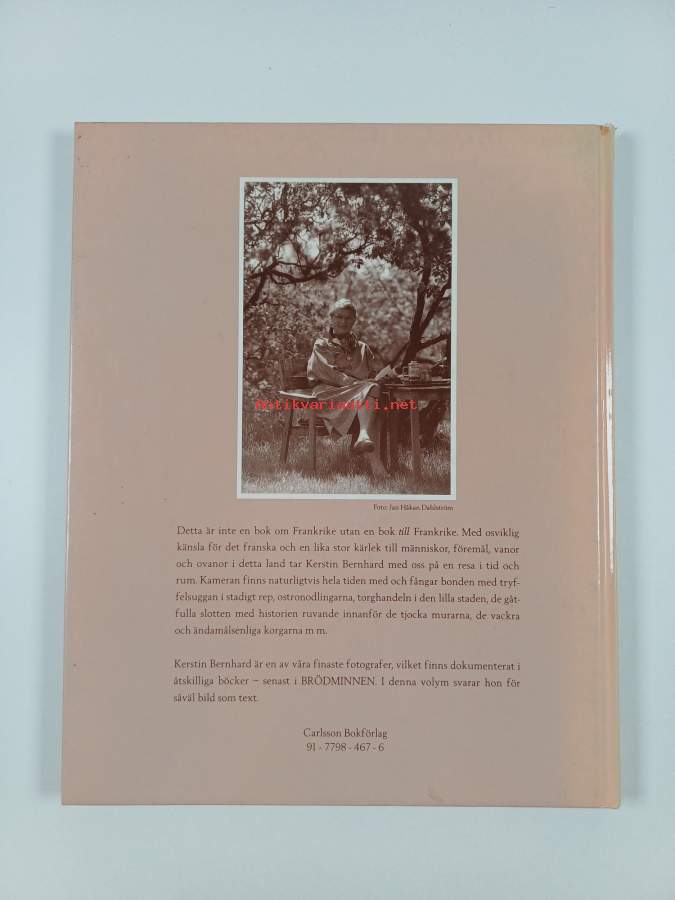 Antikvariaatti.net
Foto: Jan Håkan Dahlström
Detta är inte en bok om Frankrike utan en bok till Frankrike. Med osviklig
känsla för det franska och en lika stor kärlek till människor, föremål, vanor
och ovanor i detta land tar Kerstin Bernhard med oss på en resa i tid och
rum. Kameran finns naturligtvis hela tiden med och fångar bonden med tryf-
felsuggan i stadigt rep, ostronodlingarna, torghandeln i den lilla staden, de gåt-
fulla slotten med historien ruvande innanför de tjocka murarna, de vackra
och ändamålsenliga korgarna m m.
Kerstin Bernhard är en av våra finaste fotografer, vilket finns dokumenterat i
åtskilliga böcker – senast i BRÖDMINNEN. I denna volym svarar hon för
såväl bild som text.
Carlsson Bokförlag
91 - 7798 - 467 - 6